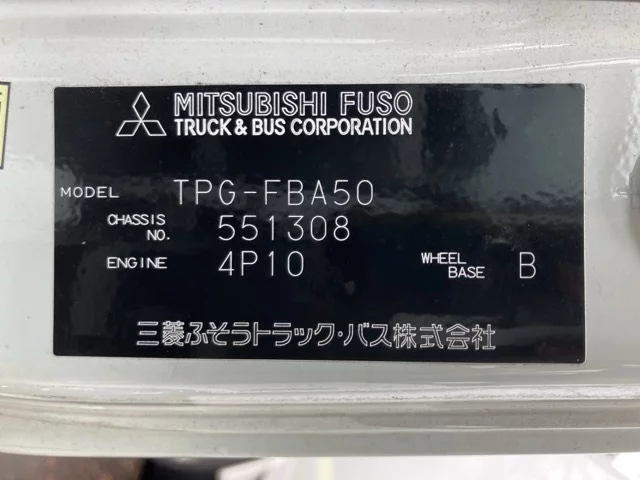 MITSUBISHI FUSO
TRUCK & BUS CORPORATION
MODEL TPG-FBA50
CHASSIS NO. 551308
ENGINE 4P10 WHEEL BASE B
三菱ふそうトラック・バス株式会社